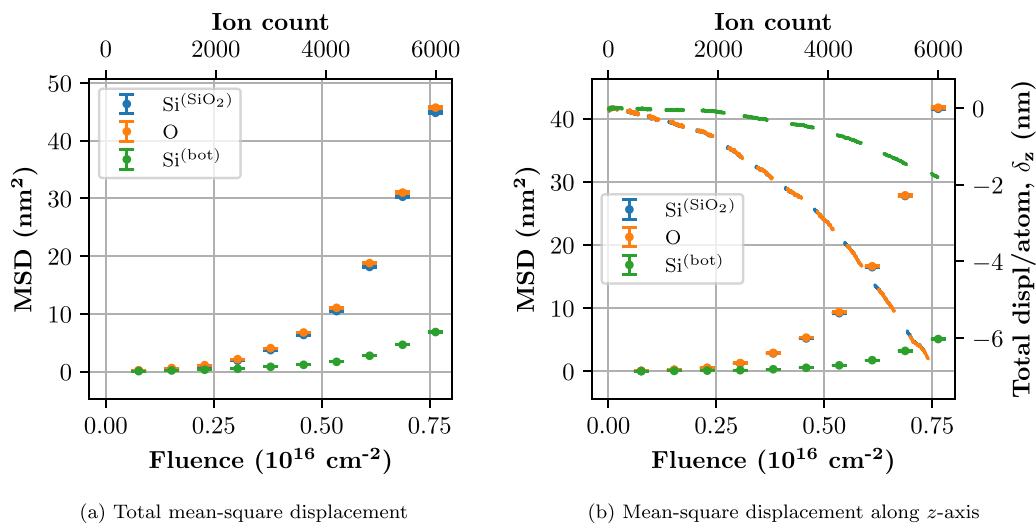 Ion count
0 2000 4000 6000
50
40
30
20
10
0
MSD (nm²)
Si^(SiO₂)
O
Si^(bot)
0.00 0.25 0.50 0.75
Fluence (10¹⁶ cm⁻²)
(a) Total mean-square displacement
Ion count
0 2000 4000 6000
40
30
20
10
0
MSD (nm²)
Si^(SiO₂)
O
Si^(bot)
0
−2
−4
−6
Total displ/atom, δ_z (nm)
0.00 0.25 0.50 0.75
Fluence (10¹⁶ cm⁻²)
(b) Mean-square displacement along z-axis